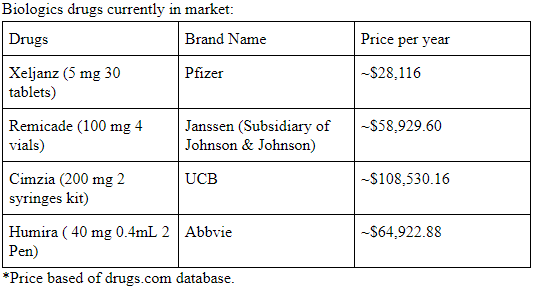 Biologics drugs currently in market:
Drugs Brand Name Price per year
Xeljanz (5 mg 30 tablets) Pfizer ~$28,116
Remicade (100 mg 4 vials) Janssen (Subsidiary of Johnson & Johnson) ~$58,929.60
Cimzia (200 mg 2 syringes kit) UCB ~$108,530.16
Humira ( 40 mg 0.4mL 2 Pen) Abbvie ~$64,922.88
*Price based of drugs.com database.